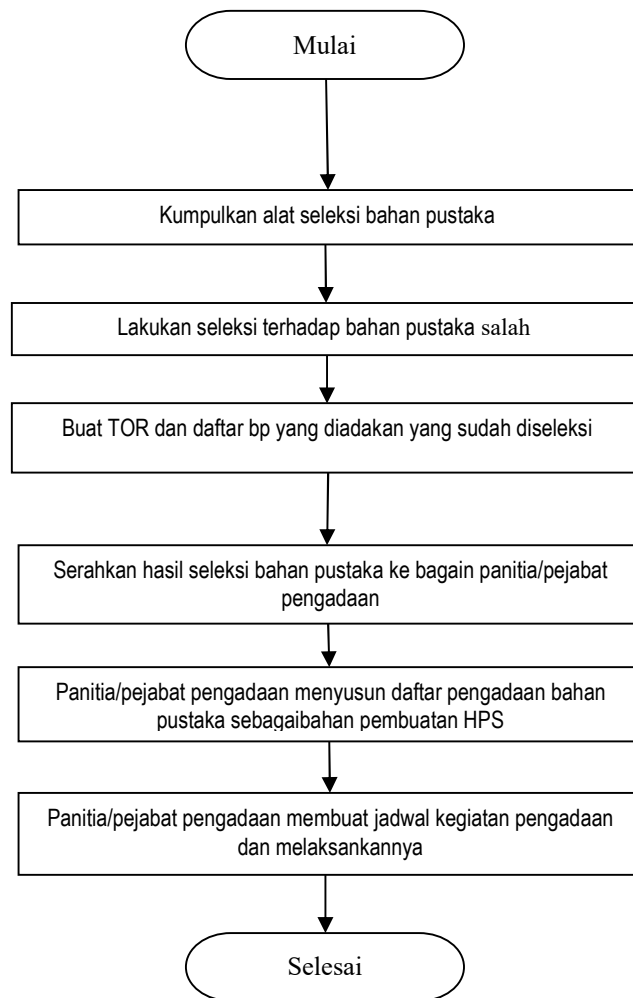 Mulai
Kumpulkan alat seleksi bahan pustaka
Lakukan seleksi terhadap bahan pustaka salah
Buat TOR dan daftar bp yang diadakan yang sudah diseleksi
Serahkan hasil seleksi bahan pustaka ke bagain panitia/pejabat
pengadaan
Panitia/pejabat pengadaan menyusun daftar pengadaan bahan
pustaka sebagaibahan pembuatan HPS
Panitia/pejabat pengadaan membuat jadwal kegiatan pengadaan
dan melaksankannya
Selesai